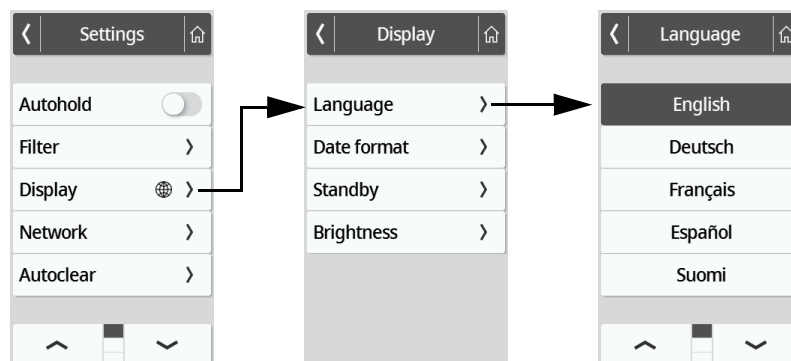 Settings
Autohold
Filter
Display
Network
Autoclear
Display
Language
Date format
Standby
Brightness
Language
English
Deutsch
Français
Español
Suomi